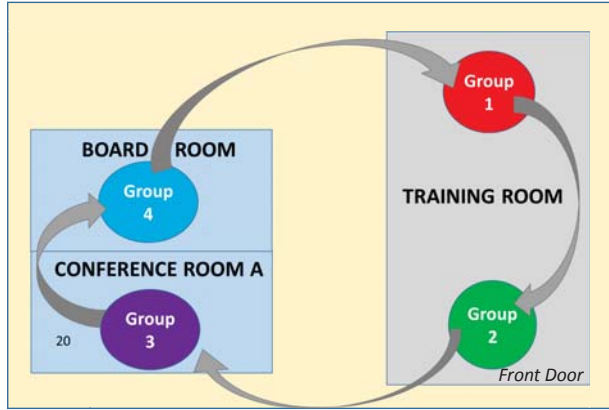 BOARD ROOM
Group
4
CONFERENCE ROOM A
Group
3
20
Group
1
TRAINING ROOM
Group
2
Front Door